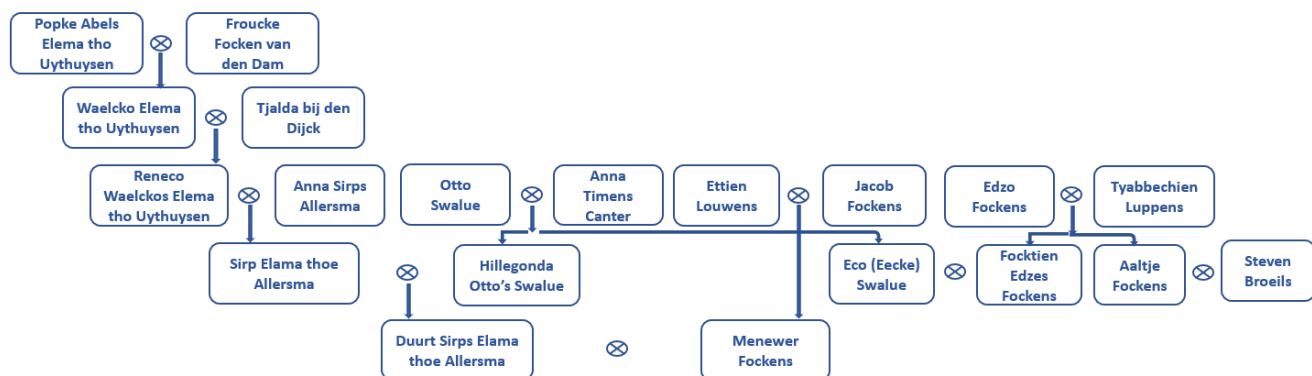 Popke Abels
Elema tho
Uythuysen
Froucke
Focken van
den Dam
Waelcko Elema
tho Uythuysen
Tjalda bij den
Dijck
Reneco
Waelckos Elema
tho Uythuysen
Anna Sirps
Allersma
Otto
Swalue
Anna
Timens
Canter
Ettien
Louwens
Jacob
Fockens
Edzo
Fockens
Tyabbechien
Luppens
Sirp Elama thoe
Allersma
Hillegonda
Otto's Swalue
Eco (Eecke)
Swalue
Focktien
Edzes
Fockens
Aaltje
Fockens
Steven
Broeils
Duurt Sirps Elama
thoe Allersma
Menewer
Fockens